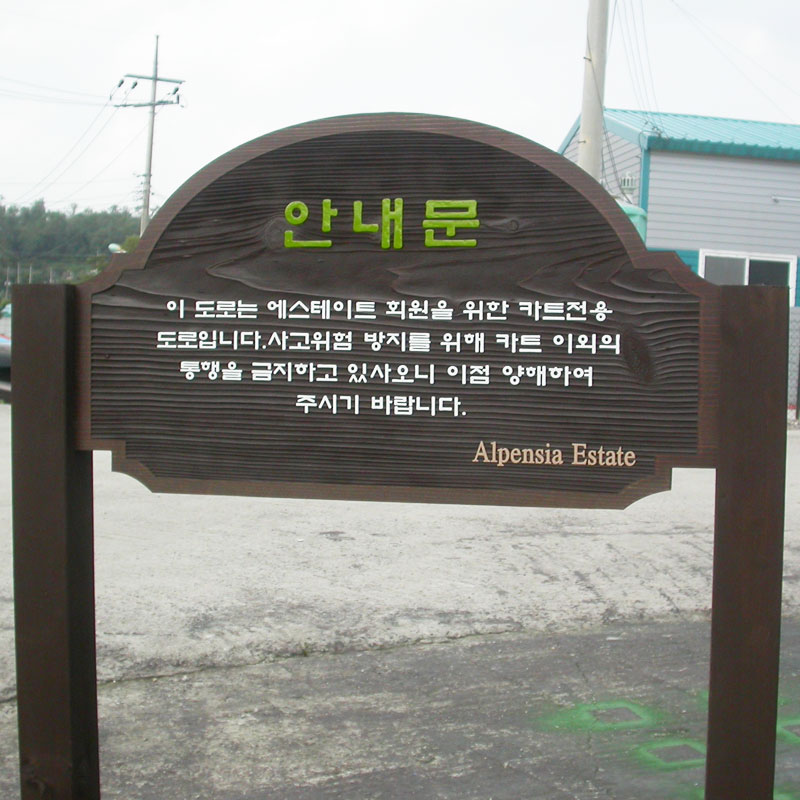 안내문
이 도로는 에스테이트 회원을 위한 카트전용
도로입니다.사고위험 방지를 위해 카트 이외의
통행을 금지하고 있사오니 이점 양해하여
주시기 바랍니다.
Alpensia Estate